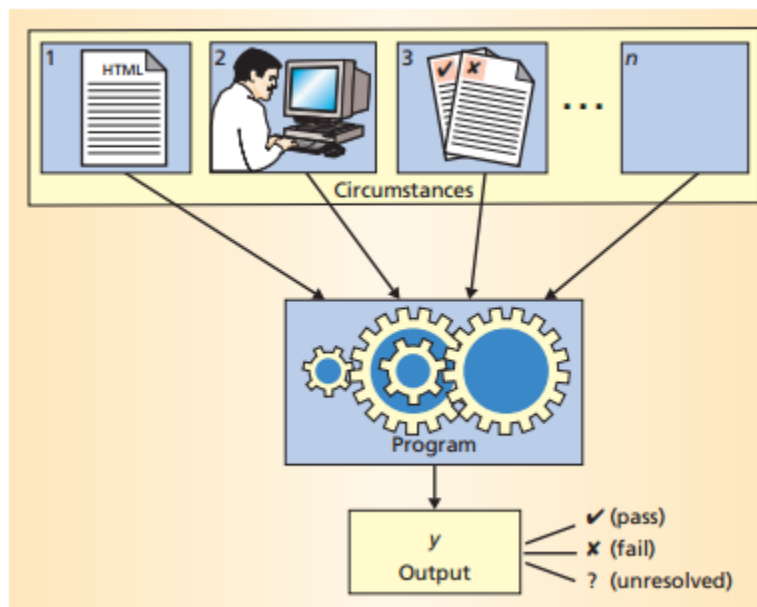 1
HTML
2
3
✔ ✘
...
n
Circumstances
Program
y
Output
✔ (pass)
✘ (fail)
? (unresolved)